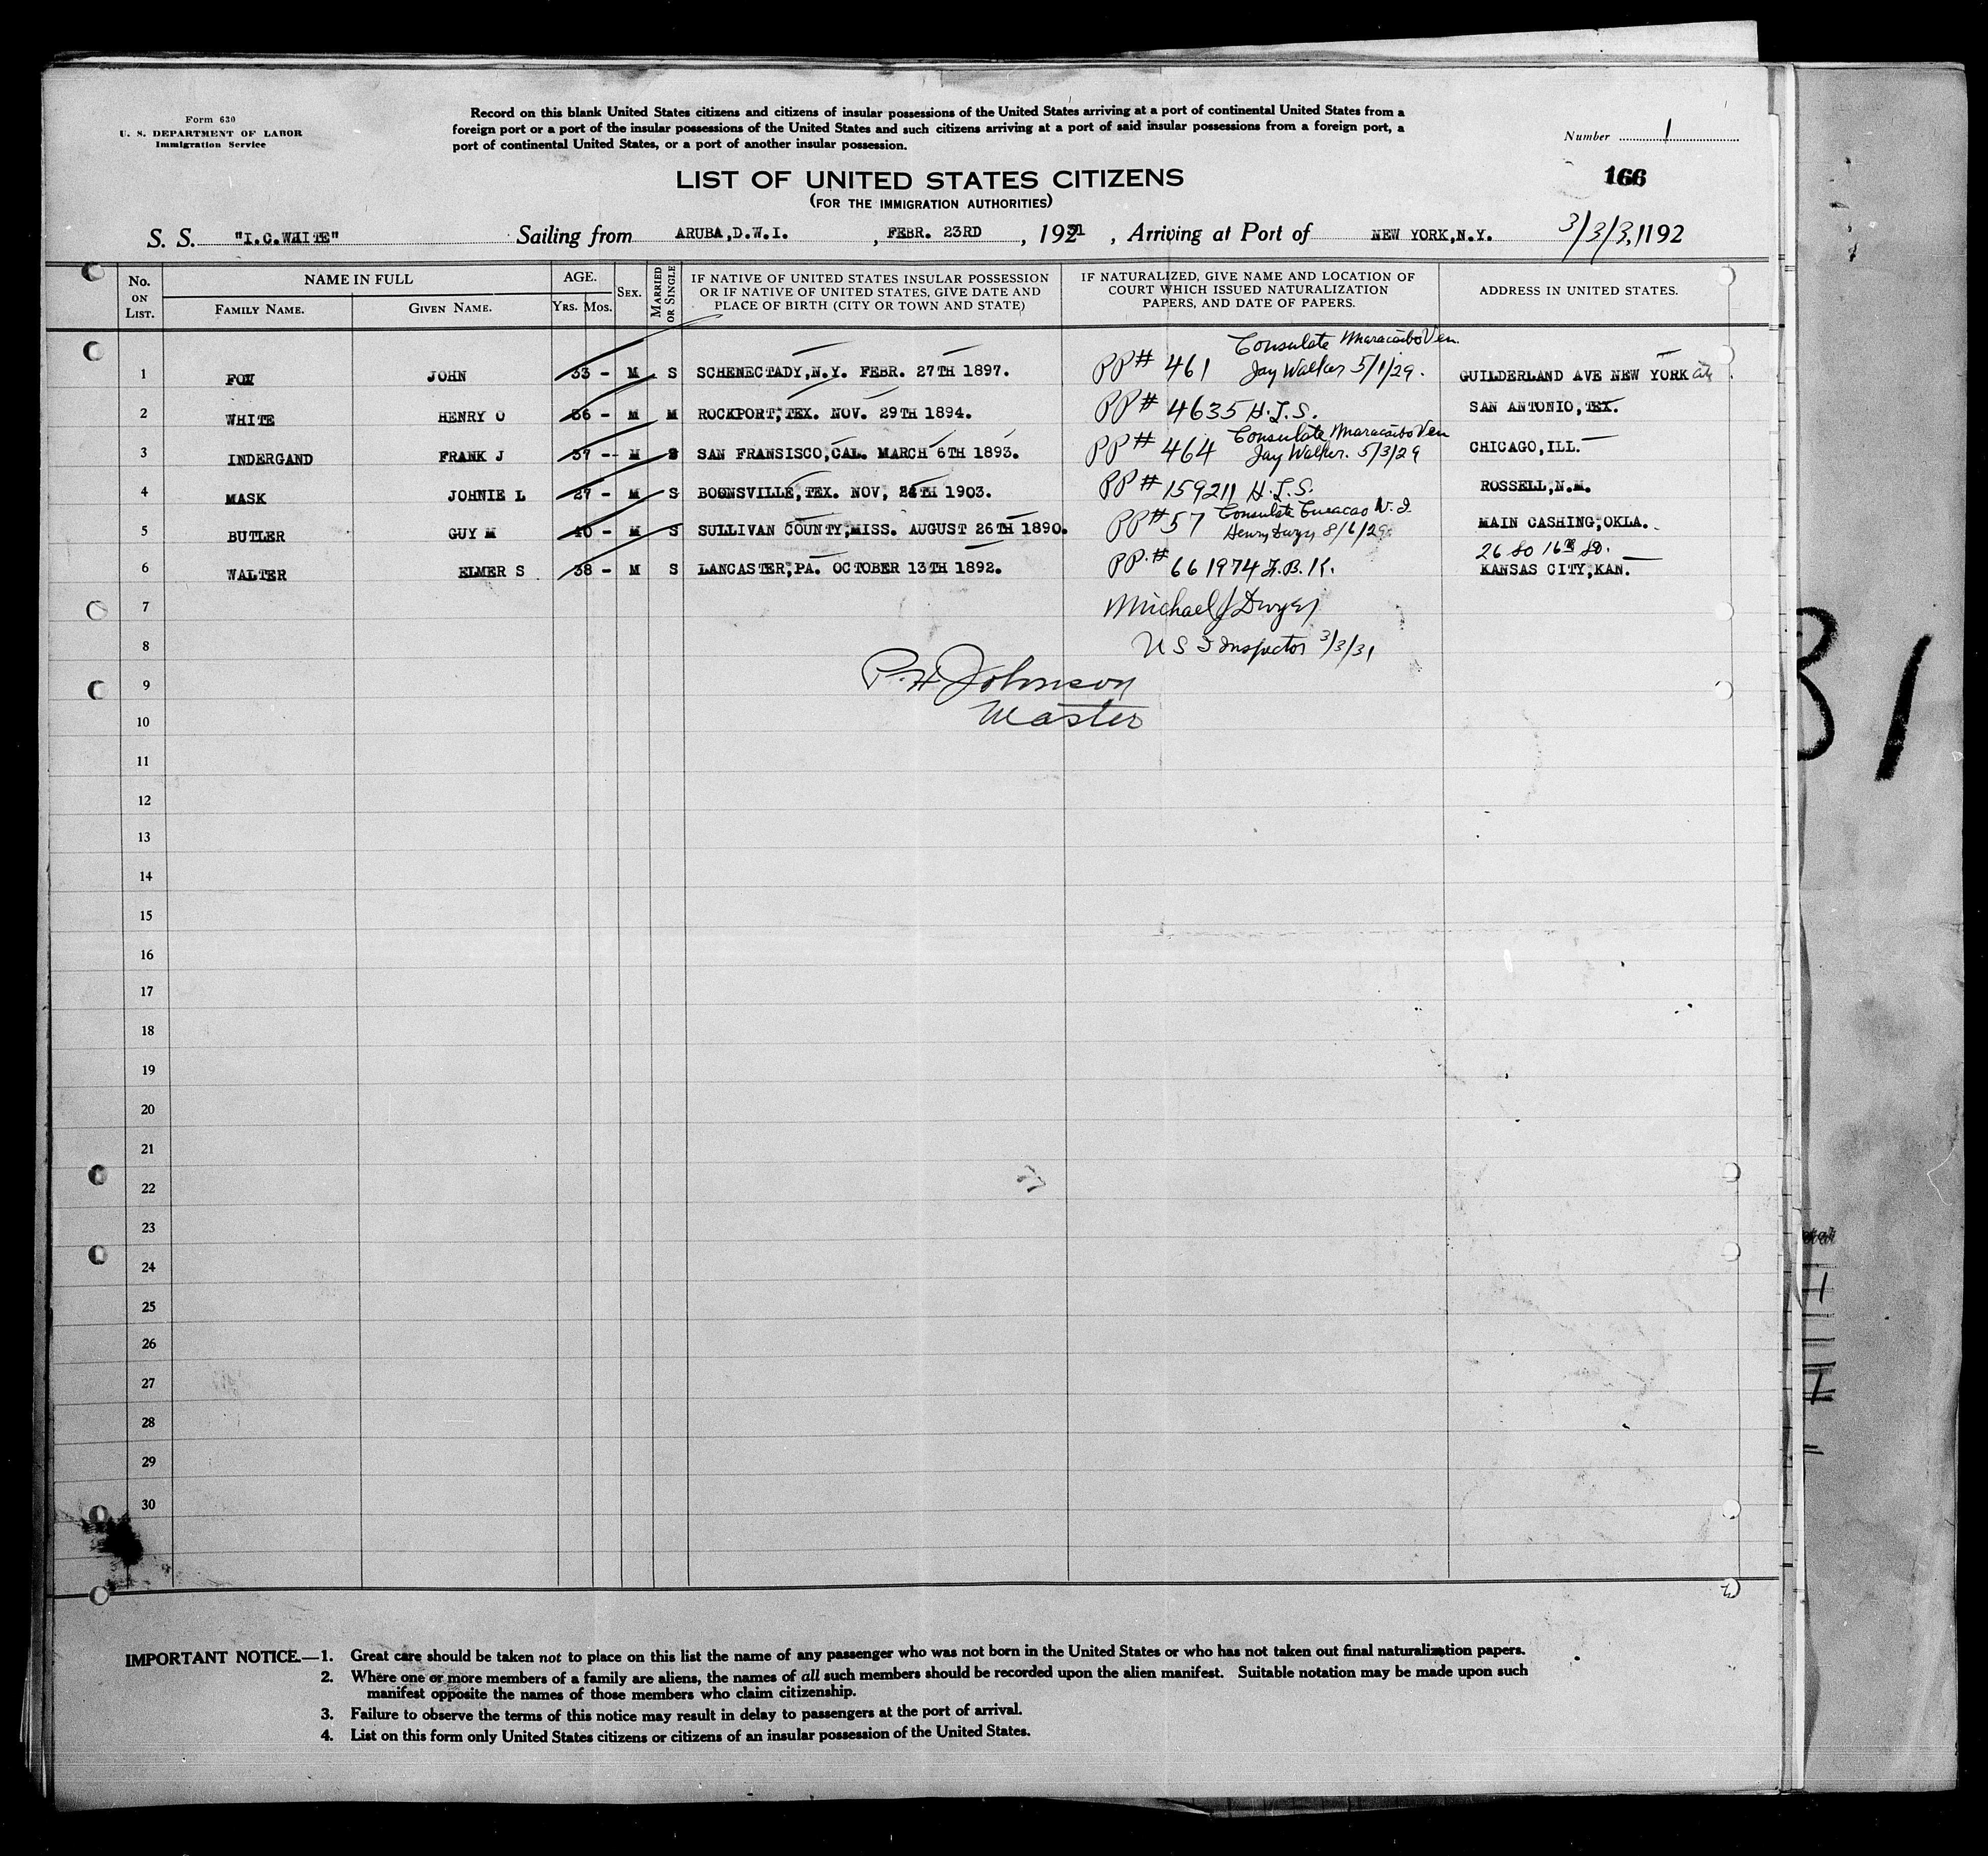 Form 630
U. S. DEPARTMENT OF LABOR
Immigration Service
Record on this blank United States citizens and citizens of insular possessions of the United States arriving at a port of continental United States from a
foreign port or a port of the insular possessions of the United States and such citizens arriving at a port of said insular possessions from a foreign port, a
port of continental United States, or a port of another insular possession.
Number 1
166
LIST OF UNITED STATES CITIZENS
(FOR THE IMMIGRATION AUTHORITIES)
S. S. "I.C.WHITE" Sailing from ARUBA,D.W.I. , FEBR. 23RD , 1931 , Arriving at Port of NEW YORK,N.Y. 3/3/31, 192
No. ON LIST. NAME IN FULL FAMILY NAME. GIVEN NAME. AGE. YRS. MOS. SEX. MARRIED OR SINGLE
IF NATIVE OF UNITED STATES INSULAR POSSESSION OR IF NATIVE OF UNITED STATES, GIVE DATE AND PLACE OF BIRTH (CITY OR TOWN AND STATE)
IF NATURALIZED, GIVE NAME AND LOCATION OF COURT WHICH ISSUED NATURALIZATION PAPERS, AND DATE OF PAPERS.
ADDRESS IN UNITED STATES.
Consulate Maracaibo Ven.
1 FOX JOHN 33 - M S SCHENECTADY,N.Y. FEBR. 27TH 1897. PP# 461 Jay Walker 5/1/29. GUILDERLAND AVE NEW YORK City
2 WHITE HENRY O 36 - M M ROCKPORT,TEX. NOV. 29TH 1894. PP# 4635 H.L.S. SAN ANTONIO,TEX.
Consulate Maracaibo Ven
3 INDERGAND FRANK J 37 - M S SAN FRANSISCO,CAL. MARCH 6TH 1893. PP# 464 Jay Walker. 5/3/29 CHICAGO,ILL.
4 MASK JOHNIE L 27 - M S BOONSVILLE,TEX. NOV, 24TH 1903. PP# 159211 H.L.S. ROSSELL,N.M.
Consulate Curacao W.I.
5 BUTLER GUY M 40 - M S SULLIVAN COUNTY,MISS. AUGUST 26TH 1890. PP# 57 Henry 8/6/29 MAIN CASHING,OKLA.
26 So 16th St.
6 WALTER ELMER S 38 - M S LANCASTER,PA. OCTOBER 13TH 1892. PP.# 661974 F.B.K. KANSAS CITY,KAN.
7 Michael J Dwyer
8 U S I Inspector 3/3/31
9 P.H. Johnson
10 Master
11
12
13
14
15
16
17
18
19
20
21
22
23
24
25
26
27
28
29
30
31
IMPORTANT NOTICE.—1. Great care should be taken not to place on this list the name of any passenger who was not born in the United States or who has not taken out final naturalization papers.
2. Where one or more members of a family are aliens, the names of all such members should be recorded upon the alien manifest. Suitable notation may be made upon such
manifest opposite the names of those members who claim citizenship.
3. Failure to observe the terms of this notice may result in delay to passengers at the port of arrival.
4. List on this form only United States citizens or citizens of an insular possession of the United States.